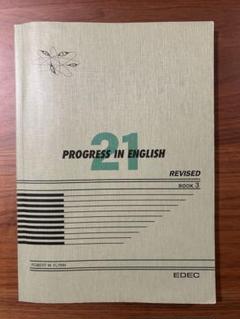 21
PROGRESS IN ENGLISH
REVISED
BOOK 3
ROBERT M. FLYNN
EDEC